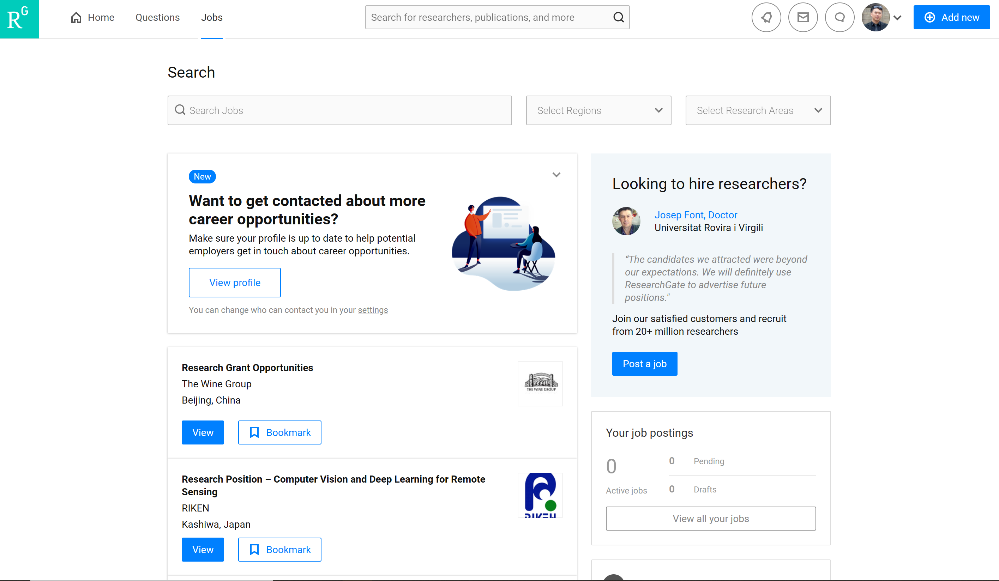 RG
Home
Questions
Jobs
Search for researchers, publications, and more
Add new
Search
Search Jobs
Select Regions
Select Research Areas
New
Want to get contacted about more
career opportunities?
Make sure your profile is up to date to help potential
employers get in touch about career opportunities.
View profile
You can change who can contact you in your settings
Looking to hire researchers?
Josep Font, Doctor
Universitat Rovira i Virgili
“The candidates we attracted were beyond
our expectations. We will definitely use
ResearchGate to advertise future
positions."
Join our satisfied customers and recruit
from 20+ million researchers
Post a job
Research Grant Opportunities
The Wine Group
Beijing, China
THE WINE GROUP
View
Bookmark
Research Position – Computer Vision and Deep Learning for Remote
Sensing
RIKEN
Kashiwa, Japan
RIKEN
View
Bookmark
Your job postings
0
Active jobs
0 Pending
0 Drafts
View all your jobs